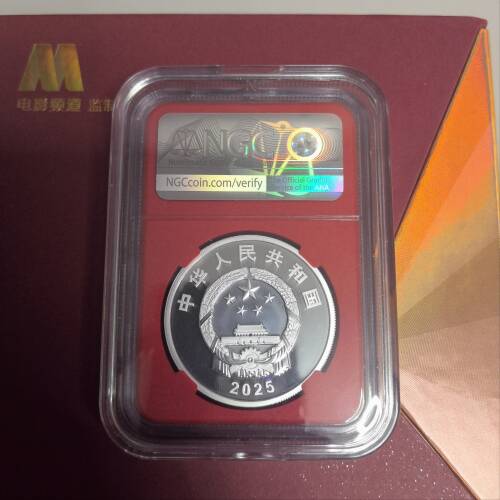 电影频道 监制
NGC
NGCcoin.com/verify
The Official Grading
Service of the ANA
中华人民共和国
2025